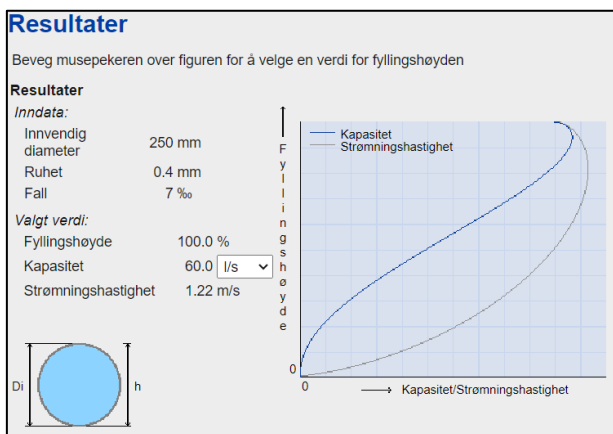 Resultater
Beveg musepekeren over figuren for å velge en verdi for fyllingshøyden
Resultater
Inndata:
Innvendig diameter 250 mm
Ruhet 0.4 mm
Fall 7 ‰
Valgt verdi:
Fyllingshøyde 100.0 %
Kapasitet 60.0 l/s
Strømningshastighet 1.22 m/s
Di
h
Fyllingshøyde
Kapasitet
Strømningshastighet
0
0
Kapasitet/Strømningshastighet